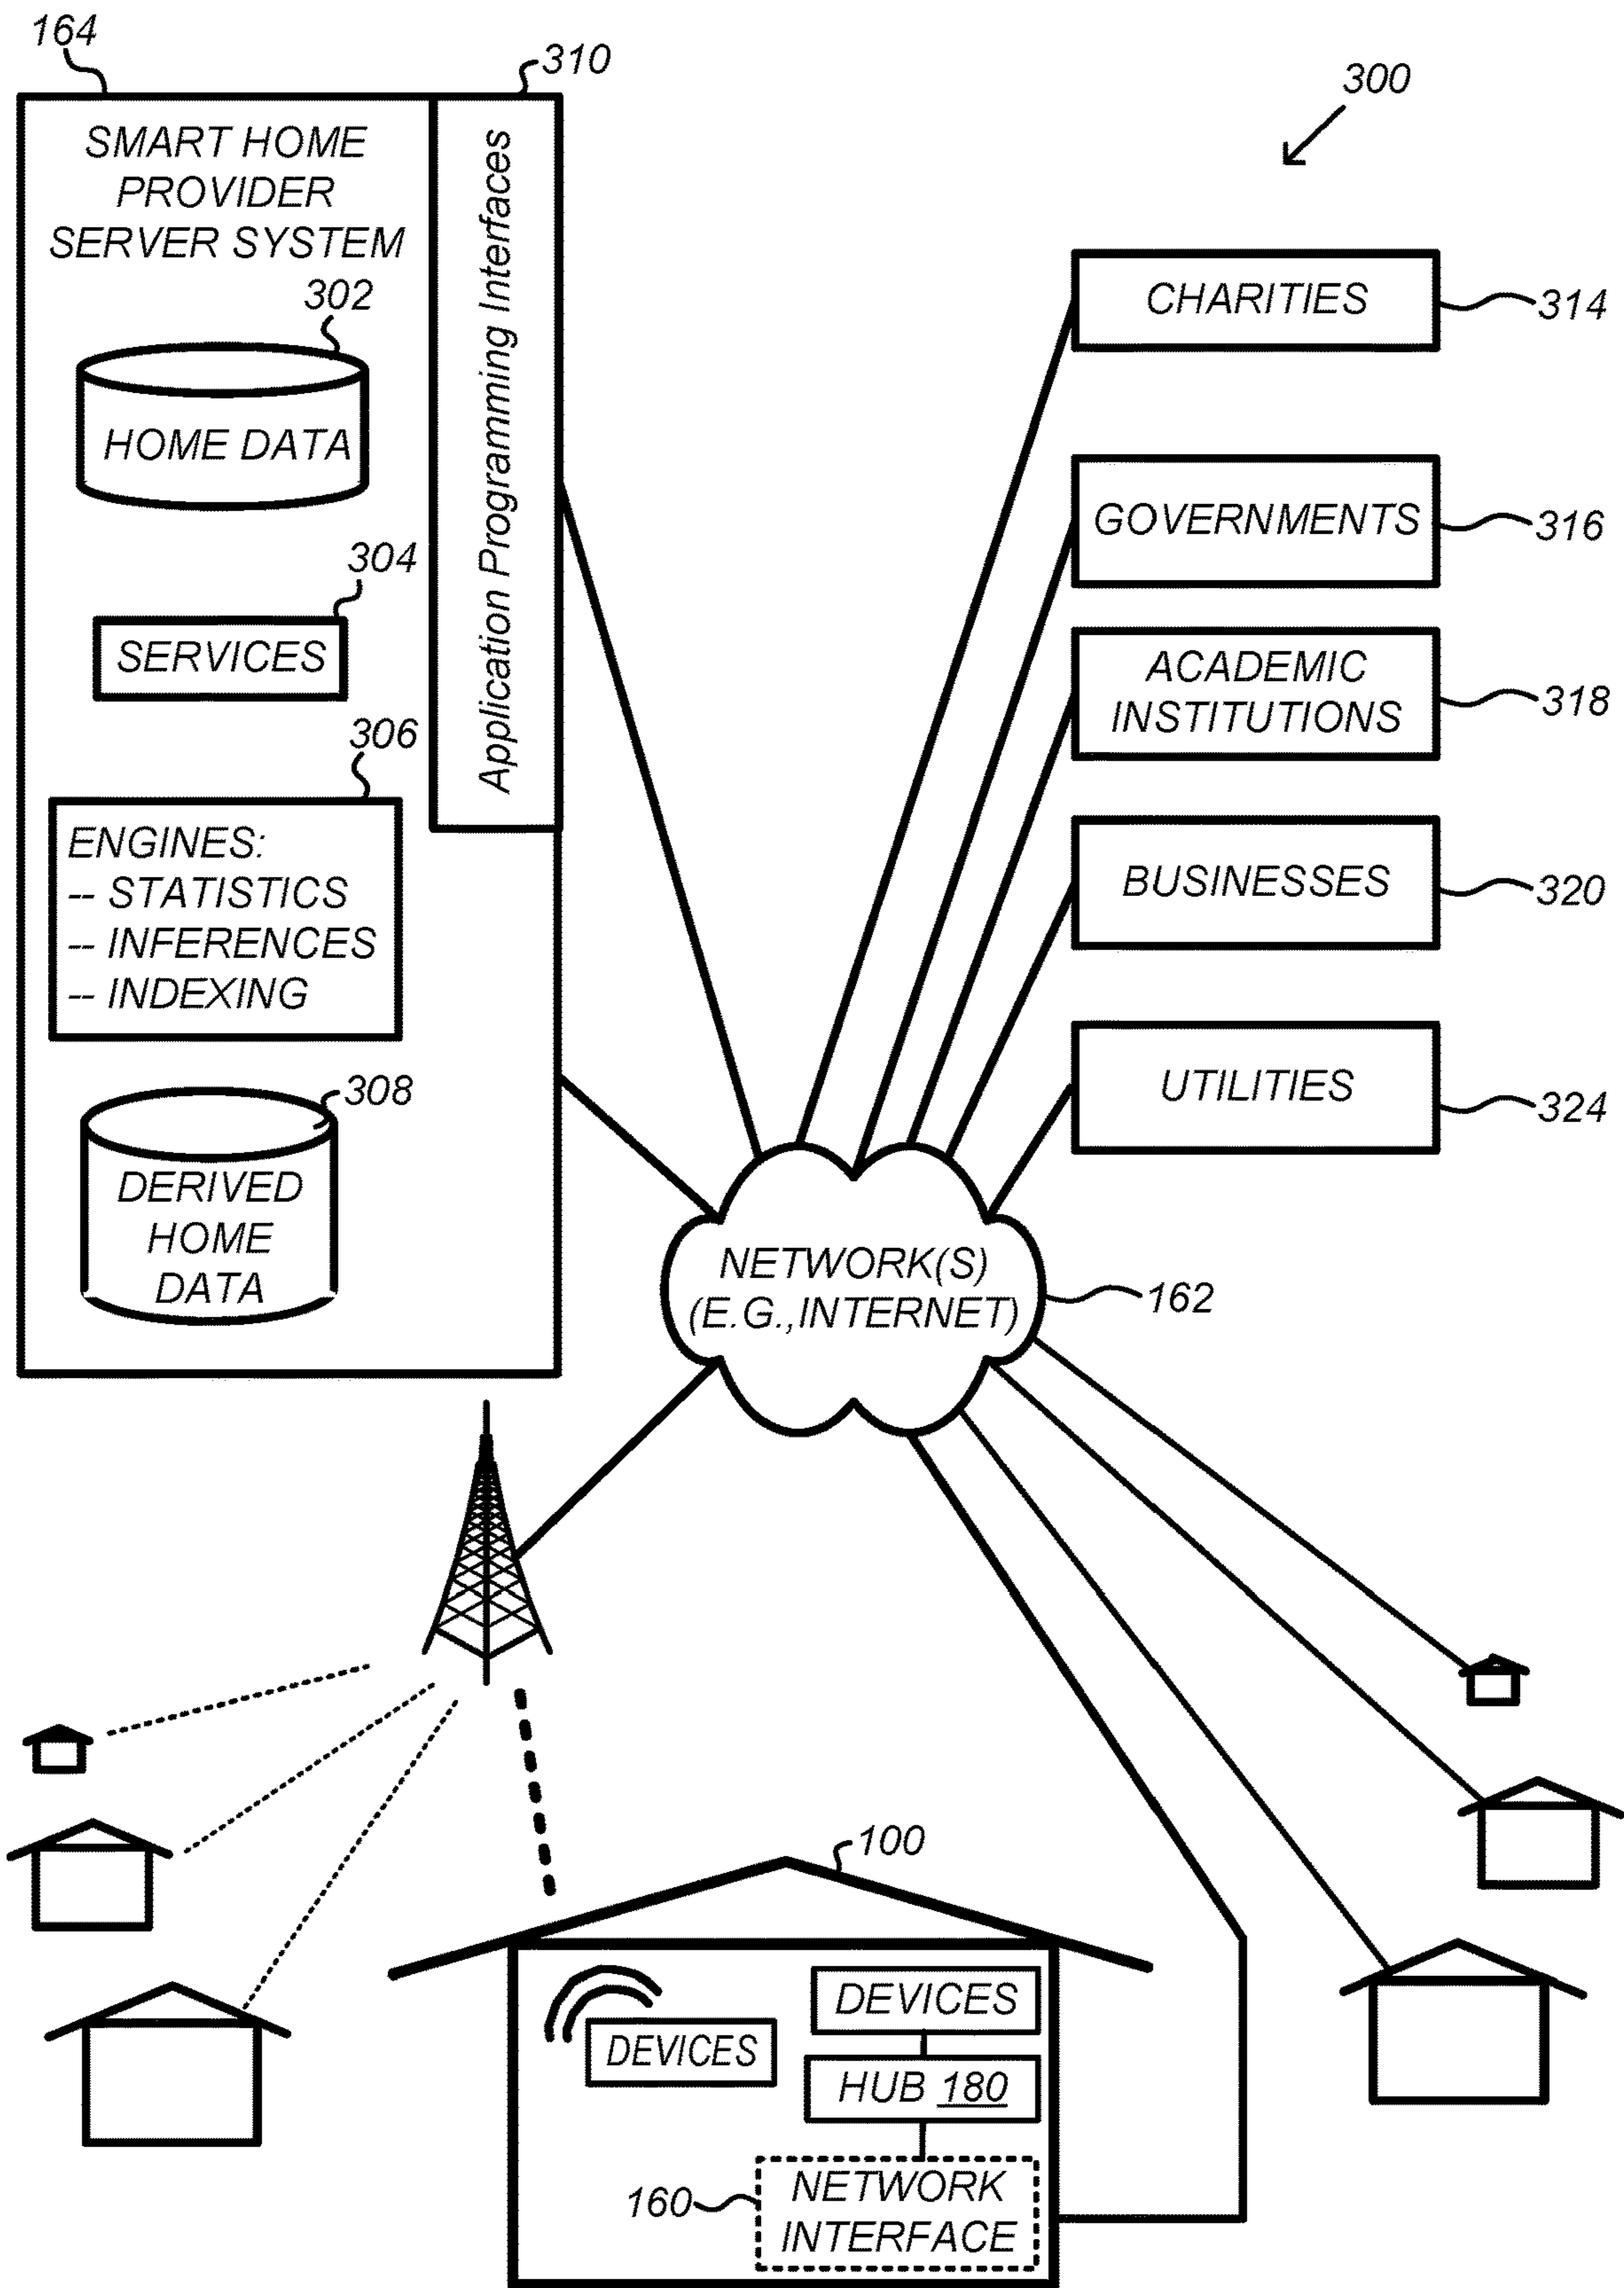 164
310
300
SMART HOME
PROVIDER
SERVER SYSTEM
Application Programming Interfaces
302
HOME DATA
304
SERVICES
306
ENGINES:
-- STATISTICS
-- INFERENCES
-- INDEXING
308
DERIVED
HOME
DATA
CHARITIES
314
GOVERNMENTS
316
ACADEMIC
INSTITUTIONS
318
BUSINESSES
320
UTILITIES
324
NETWORK(S)
(E.G.,INTERNET)
162
100
DEVICES
DEVICES
HUB 180
160
NETWORK
INTERFACE